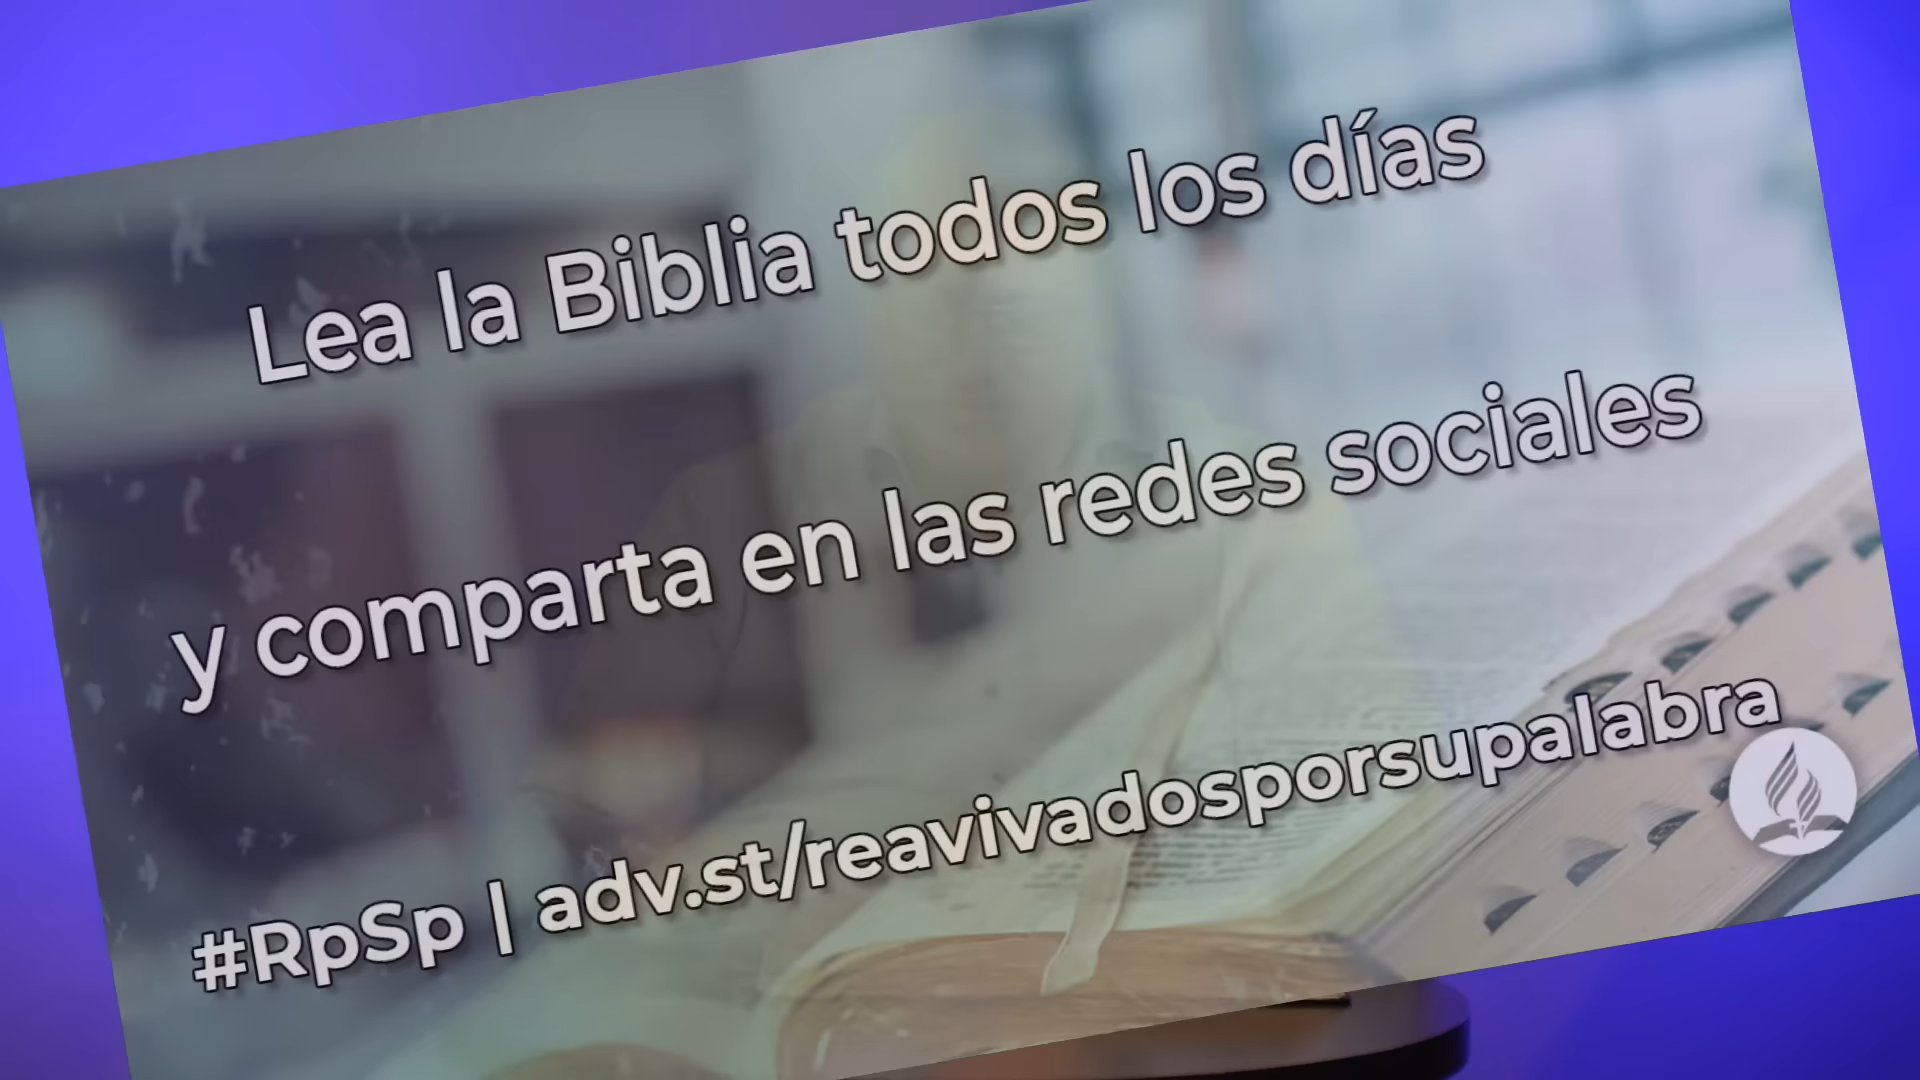 Lea la Biblia todos los días
y comparta en las redes sociales
#RpSp | adv.st/reavivadosporsupalabra